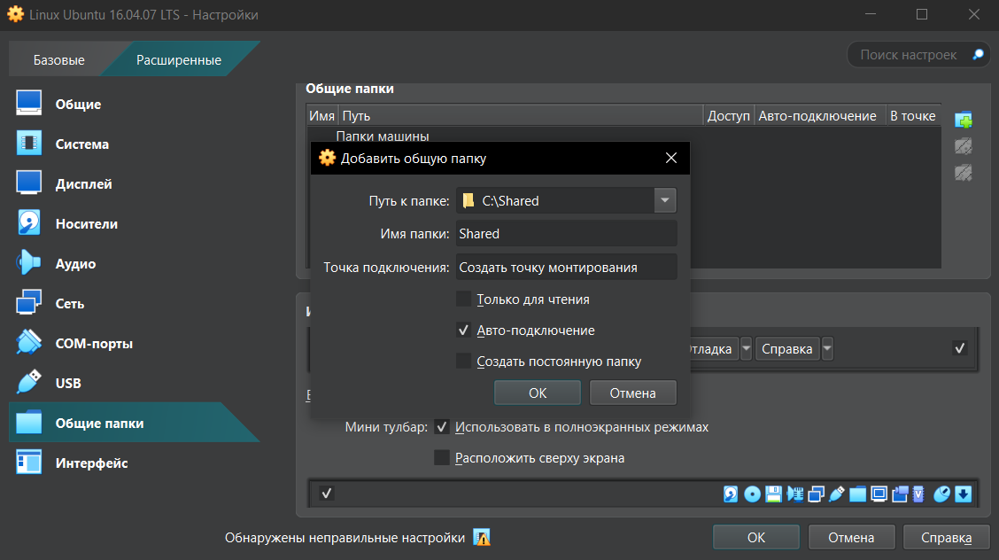 Linux Ubuntu 16.04.07 LTS - Настройки
Базовые
Расширенные
Поиск настроек
Общие
Система
Дисплей
Носители
Аудио
Сеть
COM-порты
USB
Общие папки
Интерфейс
Общие папки
Имя Путь Доступ Авто-подключение В точке
Папки машины
Добавить общую папку
Путь к папке: C:\Shared
Имя папки: Shared
Точка подключения: Создать точку монтирования
Только для чтения
Авто-подключение
Создать постоянную папку
OK Отмена
Справка
Мини тулбар: Использовать в полноэкранных режимах
Расположить сверху экрана
Обнаружены неправильные настройки
OK Отмена Справка